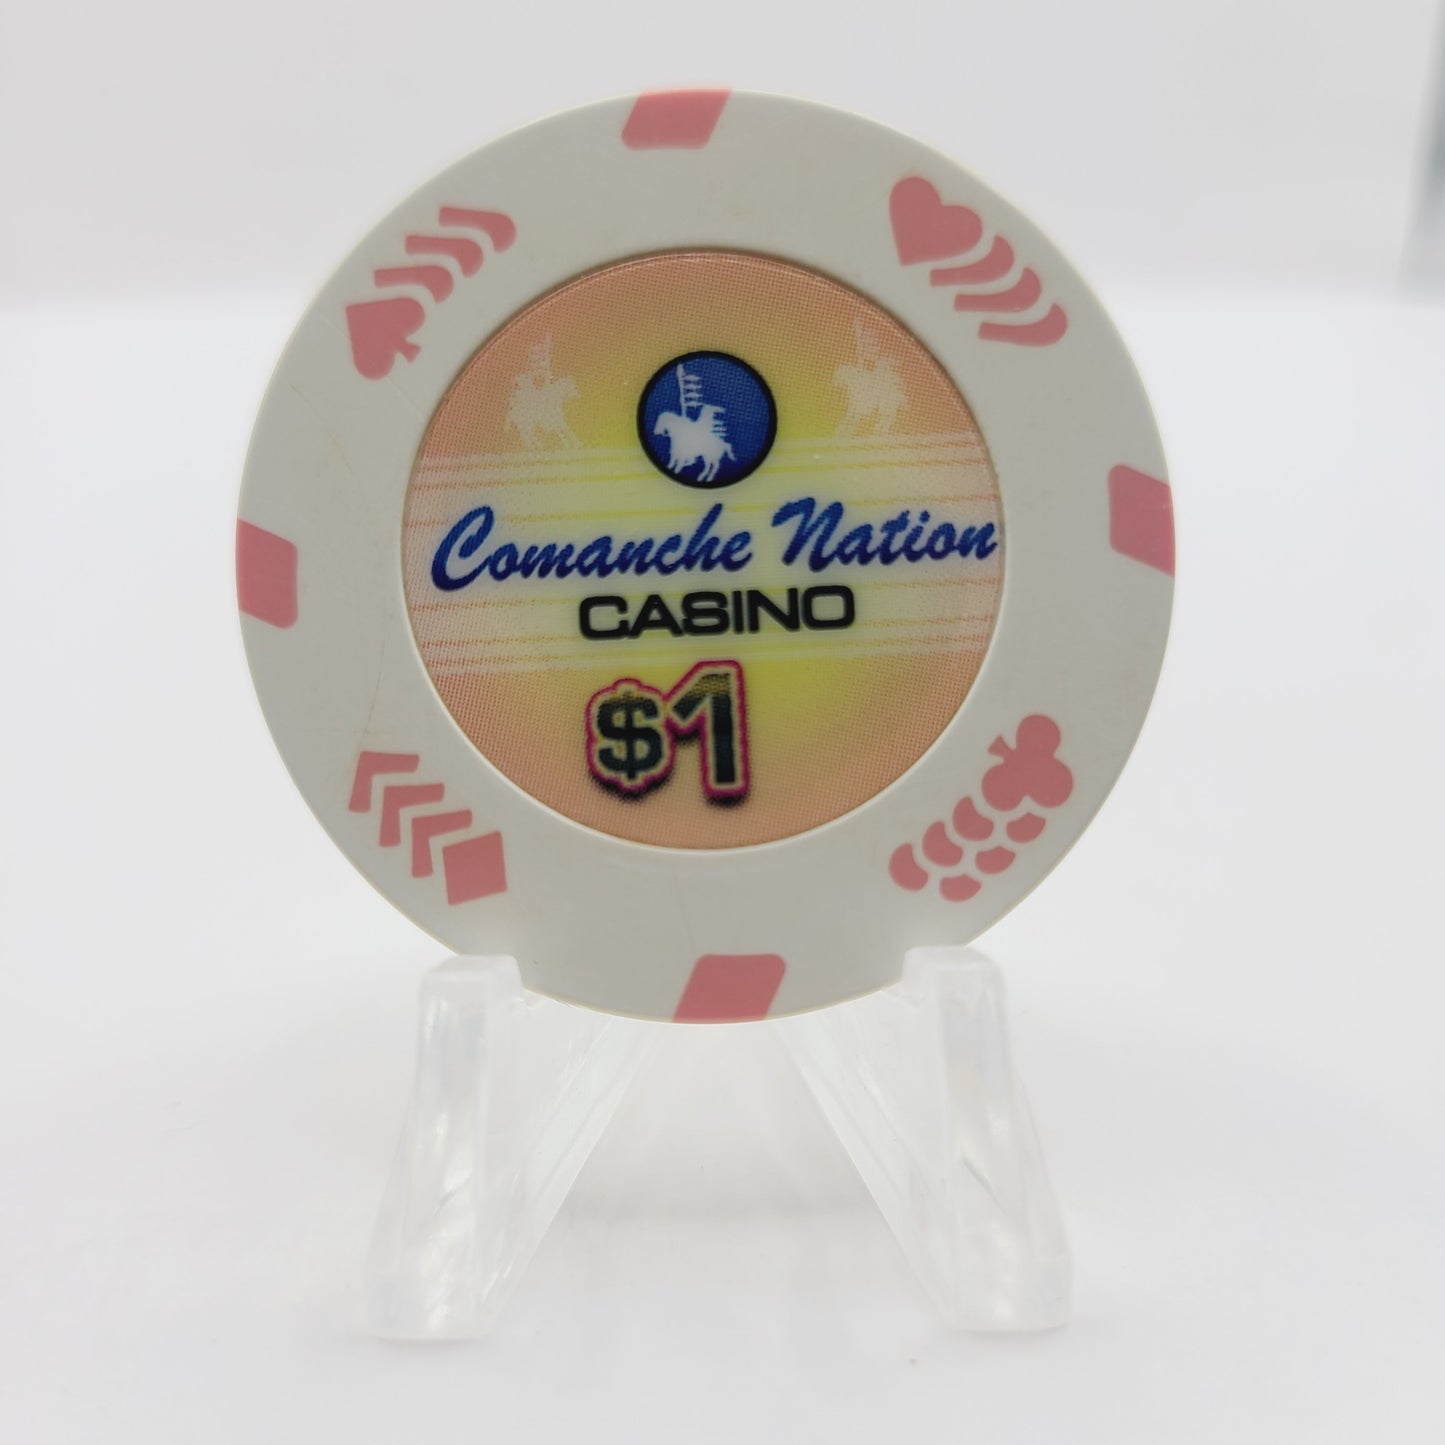 Comanche Nation
CASINO
$1